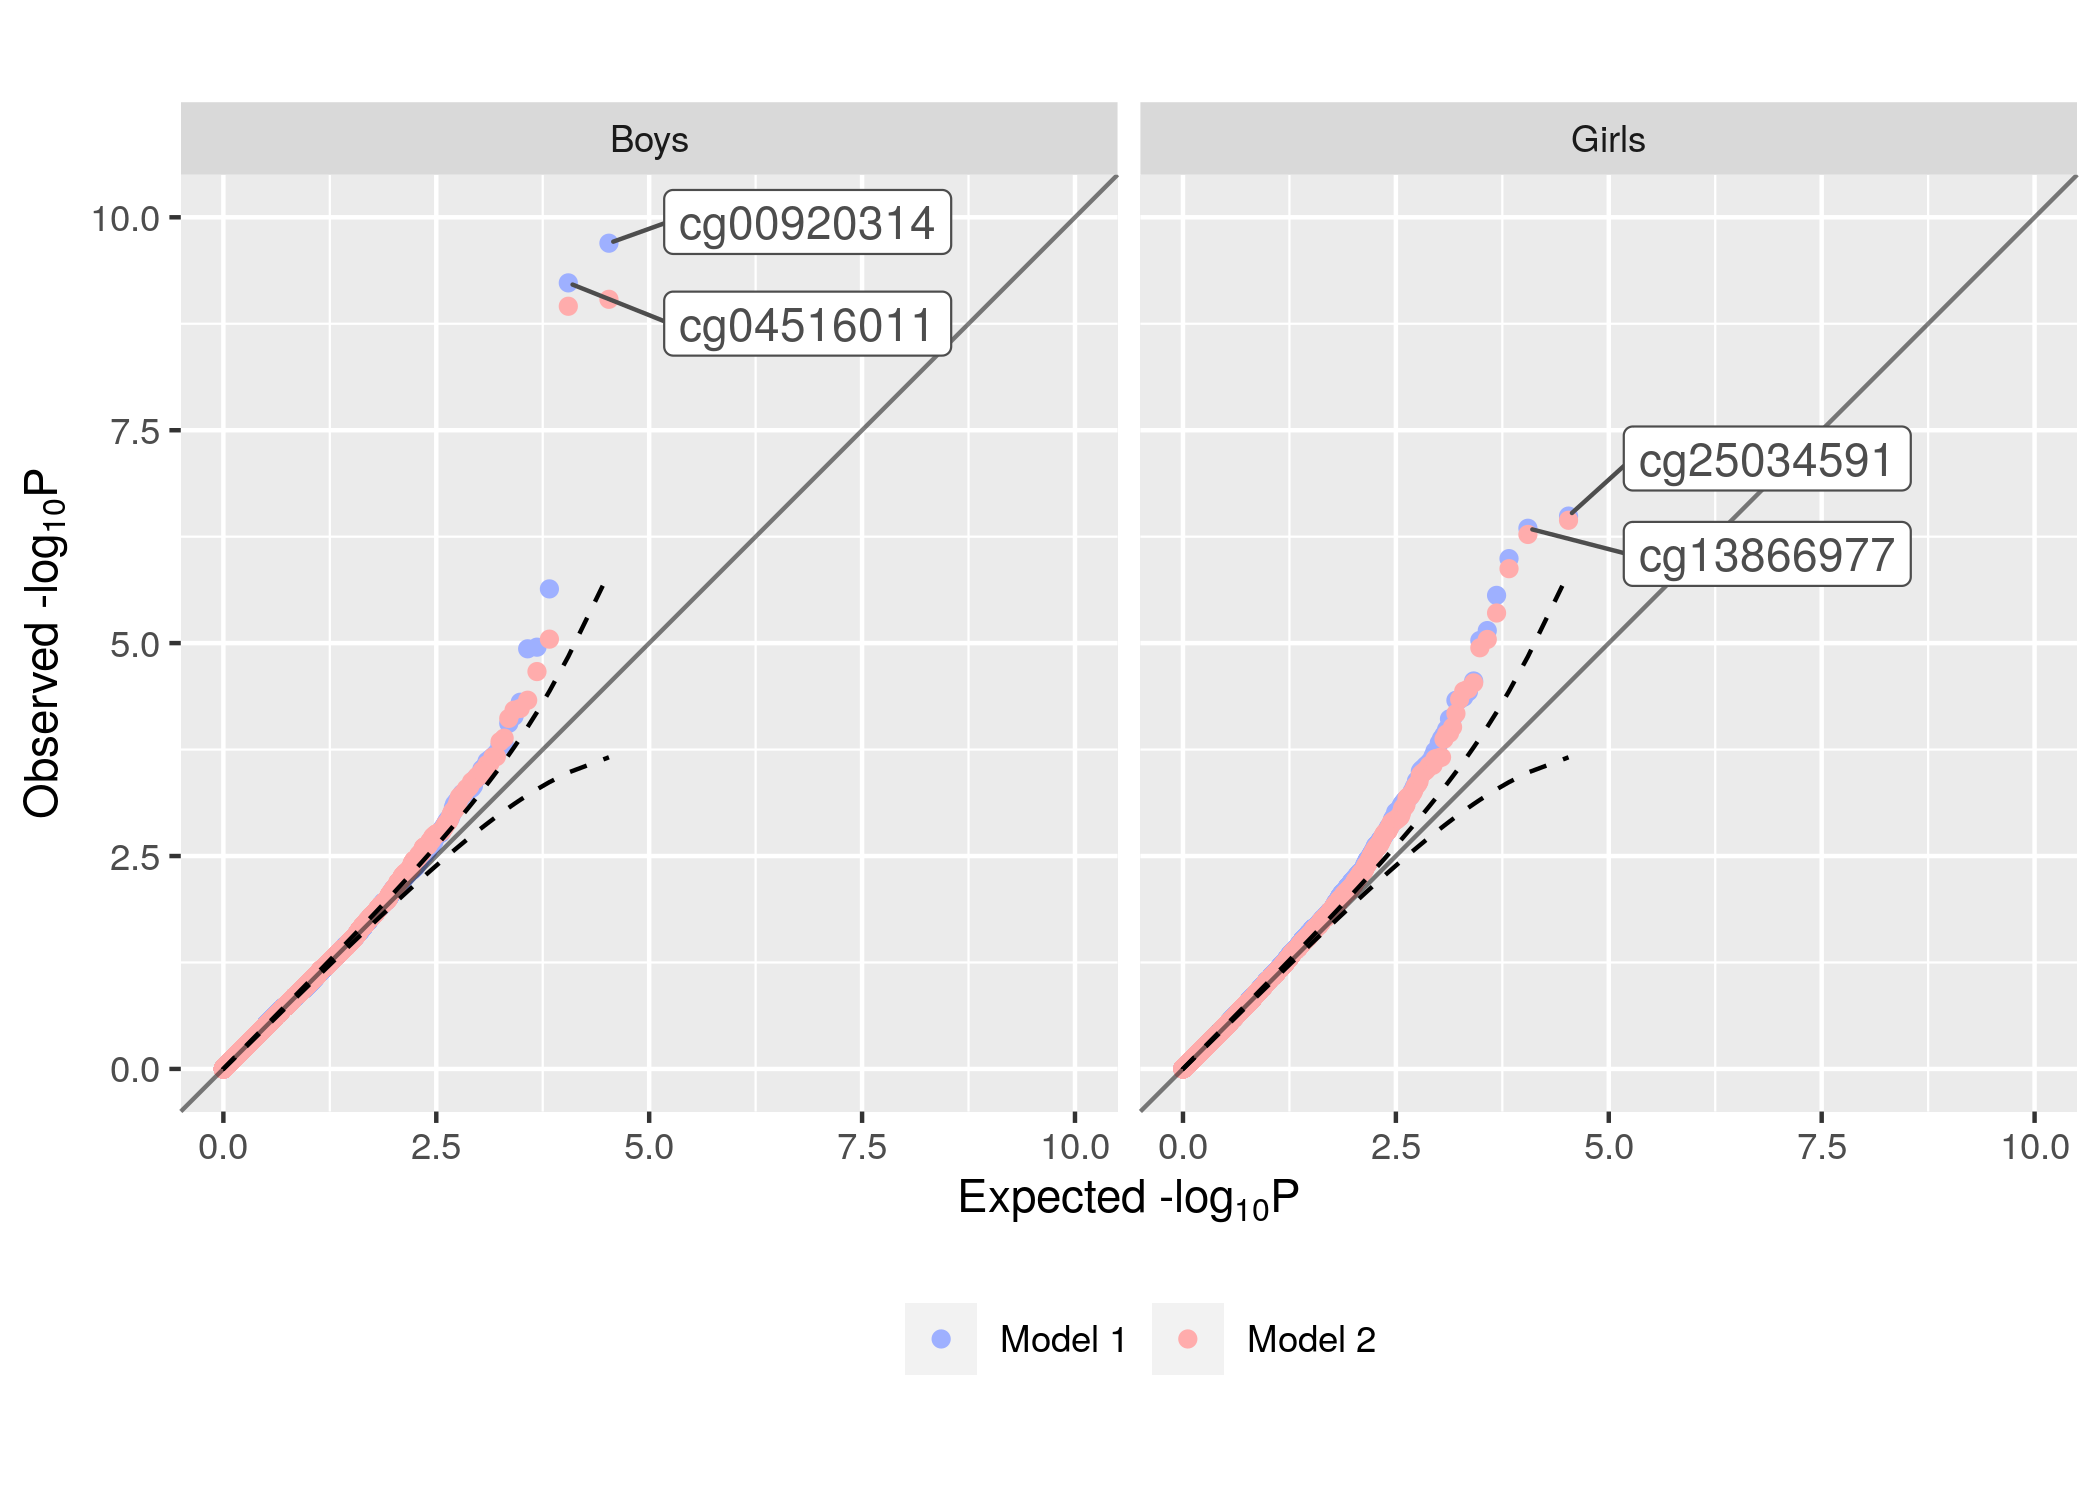 Boys
Girls
cg00920314
cg04516011
cg25034591
cg13866977
10.0
7.5
5.0
2.5
0.0
Observed -log₁₀P
0.0 2.5 5.0 7.5 10.0
0.0 2.5 5.0 7.5 10.0
Expected -log₁₀P
Model 1
Model 2